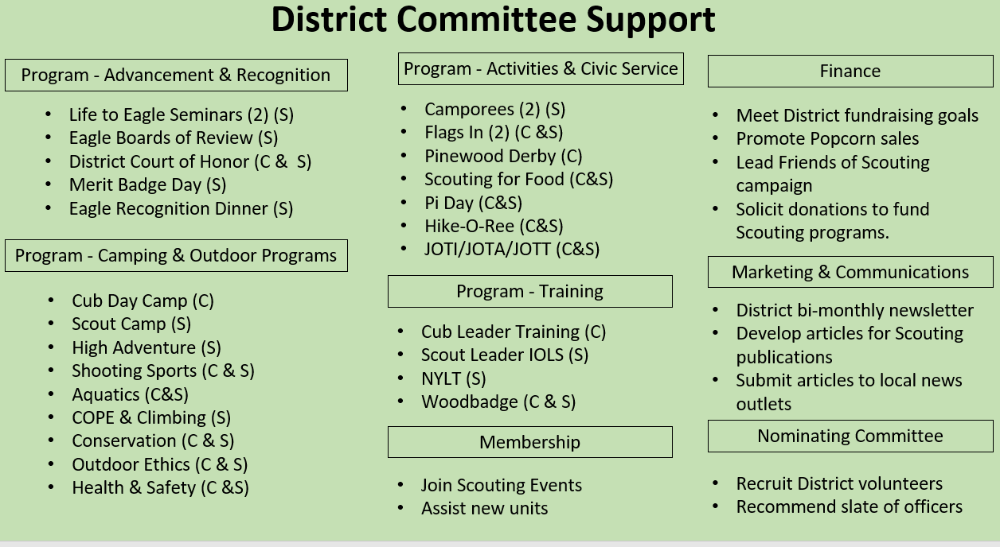 District Committee Support
Program - Advancement & Recognition
• Life to Eagle Seminars (2) (S)
• Eagle Boards of Review (S)
• District Court of Honor (C &  S)
• Merit Badge Day (S)
• Eagle Recognition Dinner (S)
Program - Camping & Outdoor Programs
• Cub Day Camp (C)
• Scout Camp (S)
• High Adventure (S)
• Shooting Sports (C & S)
• Aquatics (C&S)
• COPE & Climbing (S)
• Conservation (C & S)
• Outdoor Ethics (C & S)
• Health & Safety (C &S)
Program - Activities & Civic Service
• Camporees (2) (S)
• Flags In (2) (C &S)
• Pinewood Derby (C)
• Scouting for Food (C&S)
• Pi Day (C&S)
• Hike-O-Ree (C&S)
• JOTI/JOTA/JOTT (C&S)
Program - Training
• Cub Leader Training (C)
• Scout Leader IOLS (S)
• NYLT (S)
• Woodbadge (C & S)
Membership
• Join Scouting Events
• Assist new units
Finance
• Meet District fundraising goals
• Promote Popcorn sales
• Lead Friends of Scouting
campaign
• Solicit donations to fund
Scouting programs.
Marketing & Communications
• District bi-monthly newsletter
• Develop articles for Scouting
publications
• Submit articles to local news
outlets
Nominating Committee
• Recruit District volunteers
• Recommend slate of officers